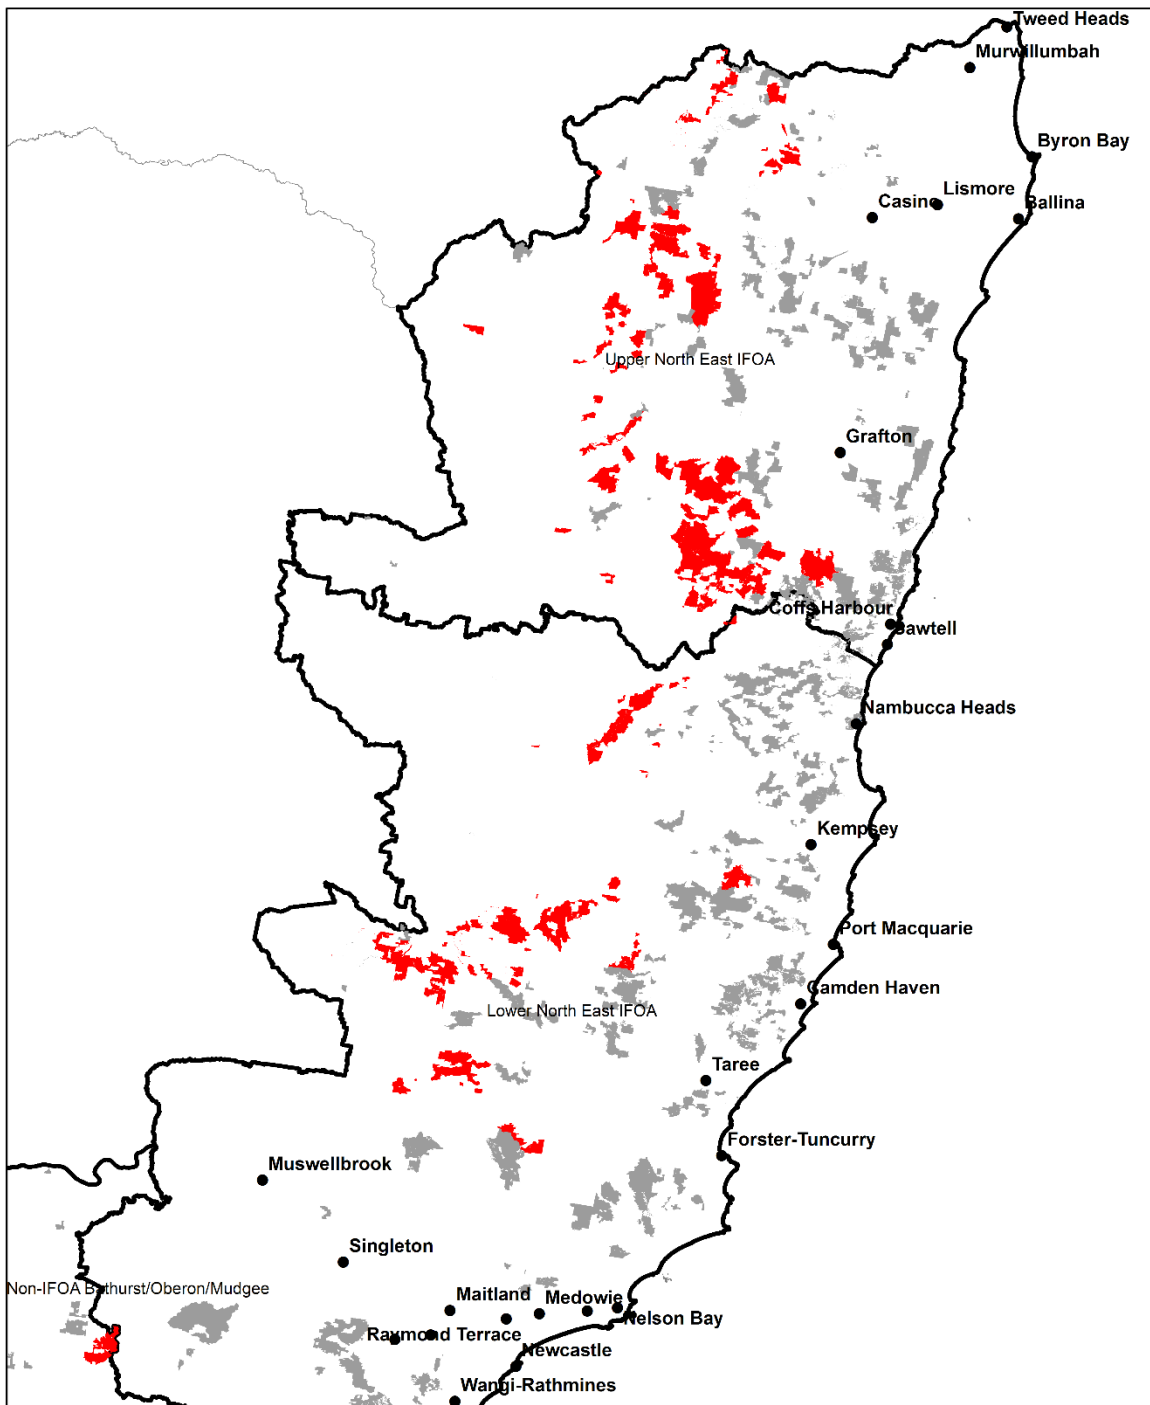 Tweed Heads
Murwillumbah
Byron Bay
Lismore
Casino
Ballina
Upper North East IFOA
Grafton
Coffs Harbour
Sawtell
Nambucca Heads
Kempsey
Port Macquarie
Camden Haven
Lower North East IFOA
Taree
Forster-Tuncurry
Muswellbrook
Singleton
Non-IFOA Bathurst/Oberon/Mudgee
Maitland
Medowie
Nelson Bay
Raymond Terrace
Newcastle
Wangi-Rathmines